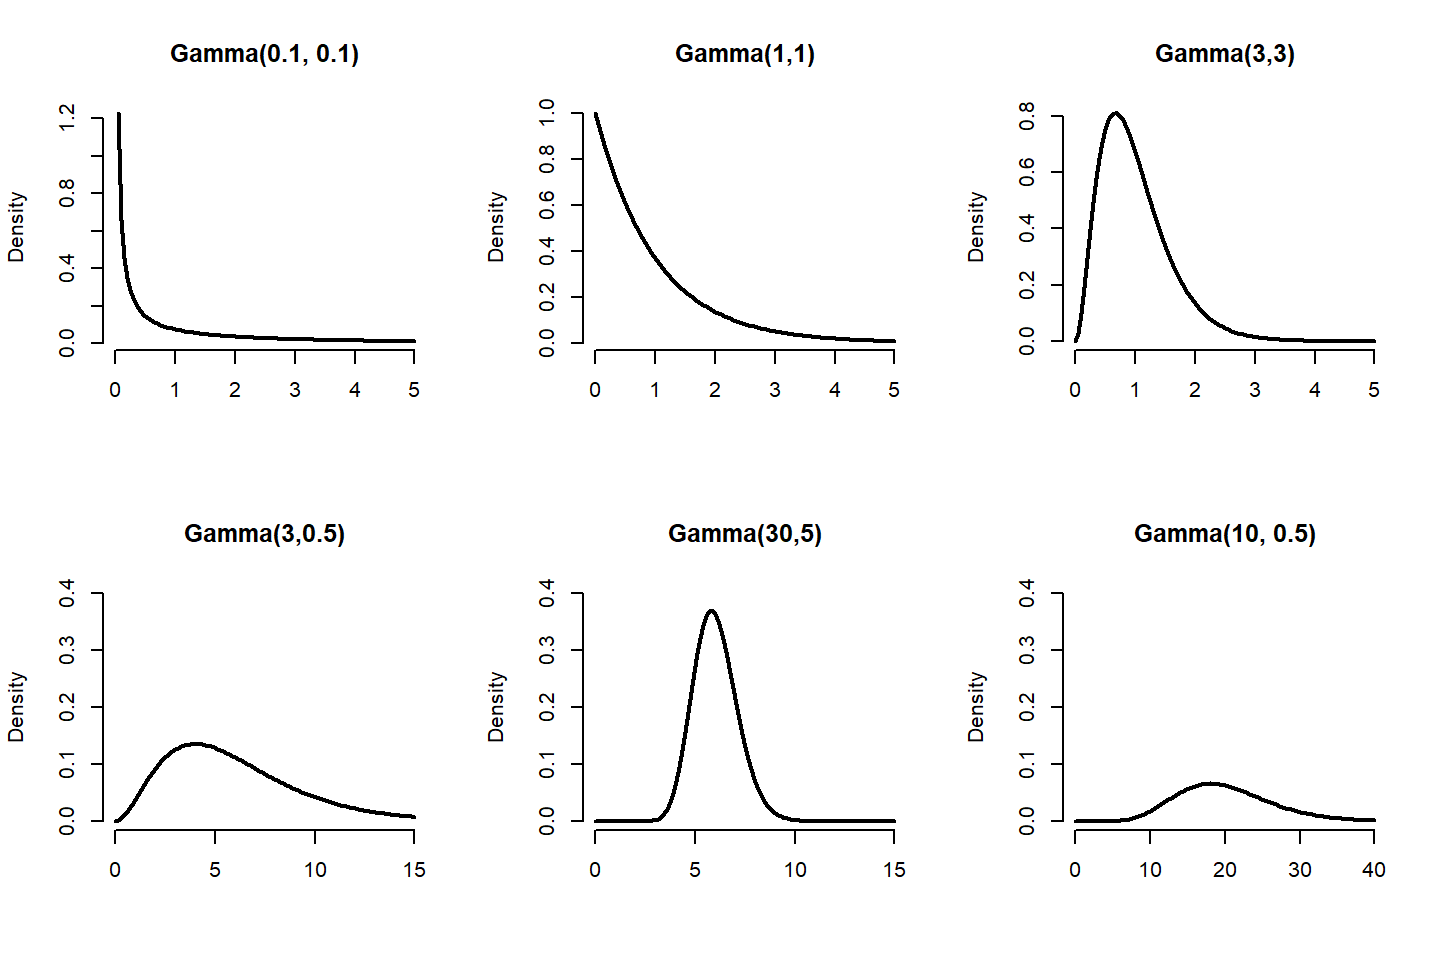 Gamma(0.1, 0.1)
Density
0.0 0.4 0.8 1.2
0 1 2 3 4 5
Gamma(1,1)
Density
0.0 0.2 0.4 0.6 0.8 1.0
0 1 2 3 4 5
Gamma(3,3)
Density
0.0 0.2 0.4 0.6 0.8
0 1 2 3 4 5
Gamma(3,0.5)
Density
0.0 0.1 0.2 0.3 0.4
0 5 10 15
Gamma(30,5)
Density
0.0 0.1 0.2 0.3 0.4
0 5 10 15
Gamma(10, 0.5)
Density
0.0 0.1 0.2 0.3 0.4
0 10 20 30 40